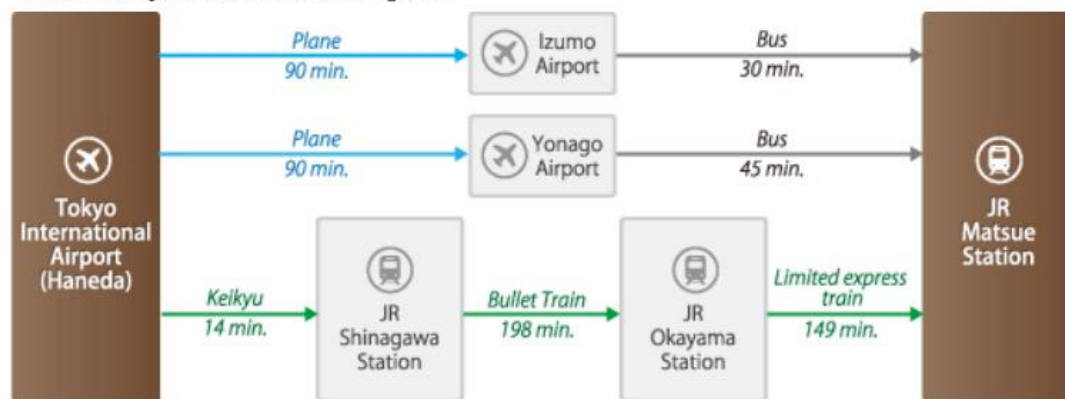 Plane
90 min.
Izumo
Airport
Bus
30 min.
Plane
90 min.
Yonago
Airport
Bus
45 min.
Tokyo
International
Airport
(Haneda)
JR
Matsue
Station
Keikyu
14 min.
JR
Shinagawa
Station
Bullet Train
198 min.
JR
Okayama
Station
Limited express
train
149 min.